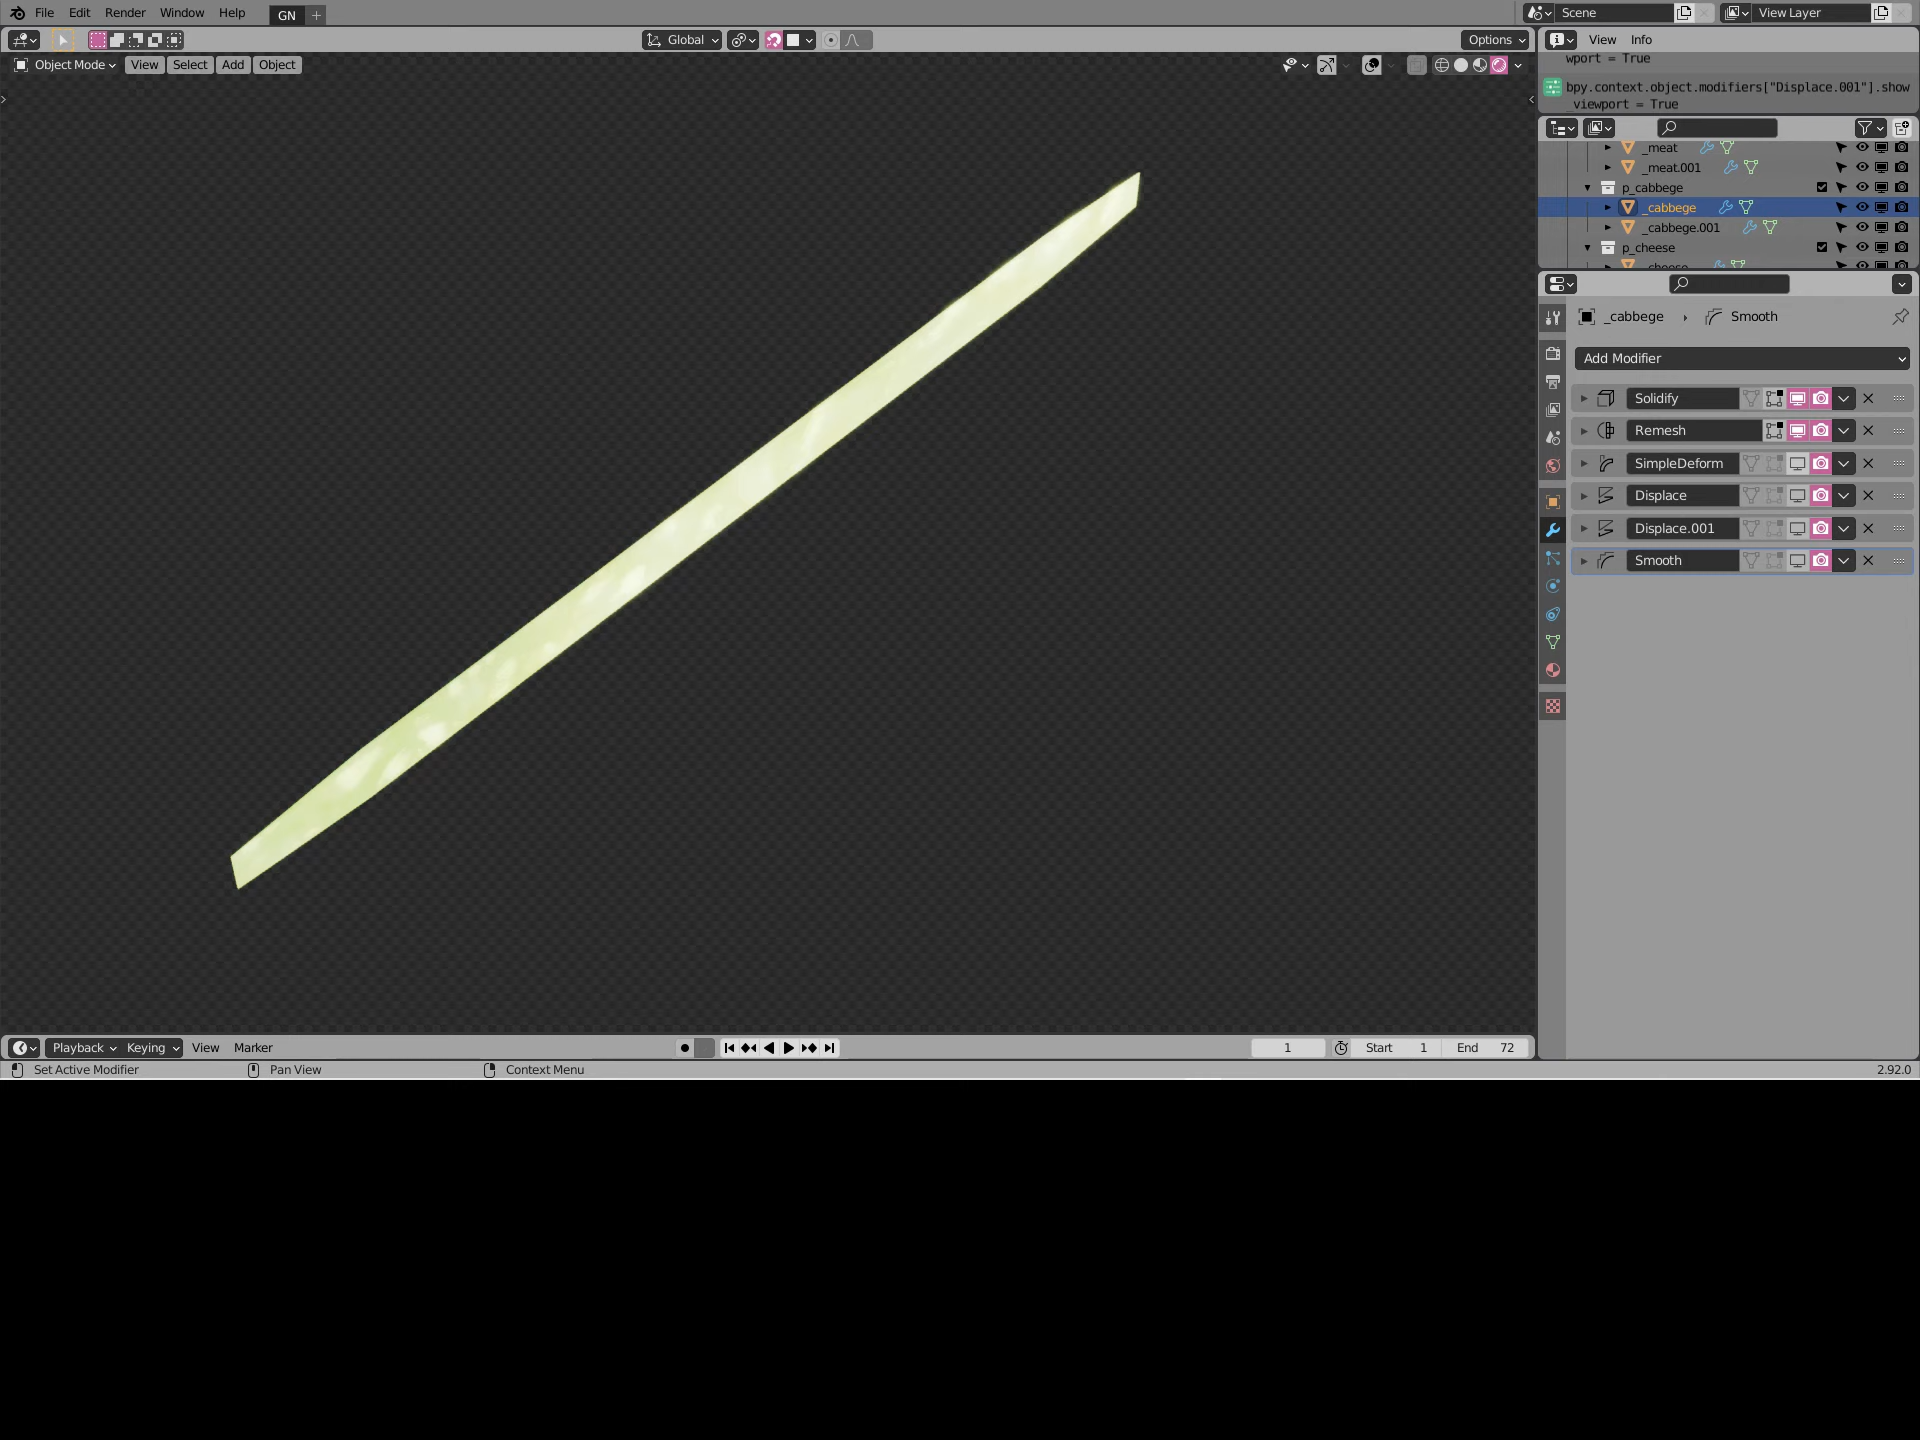 File Edit Render Window Help GN Scene View Layer
Global Options View Info
Object Mode View Select Add Object
wport = True
bpy.context.object.modifiers["Displace.001"].show
_viewport = True
_meat
_meat.001
p_cabbege
_cabbege
_cabbege.001
p_cheese
_cheese
_cabbege Smooth
Add Modifier
Solidify
Remesh
SimpleDeform
Displace
Displace.001
Smooth
Playback Keying View Marker 1 Start 1 End 72
Set Active Modifier Pan View Context Menu 2.92.0